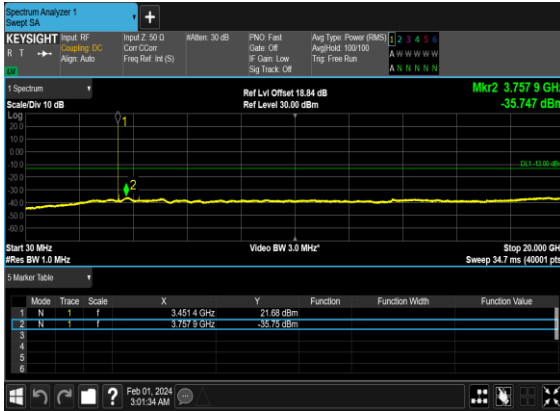 Spectrum Analyzer 1
Swept SA
+
KEYSIGHT Input: RF Input Z: 50 Ω #Atten: 30 dB PNO: Fast Avg Type: Power (RMS) 1 2 3 4 5 6
R T Coupling: DC Corr CCorr Gate: Off Avg|Hold: 100/100 A W W W W W
Align: Auto Freq Ref: Int (S) IF Gain: Low Trig: Free Run
Sig Track: Off A N N N N N
1 Spectrum
Ref Lvl Offset 18.84 dB Mkr2 3.757 9 GHz
Scale/Div 10 dB Ref Level 30.00 dBm -35.747 dBm
Log
20.0
10.0
0.00
-10.0
DL1 -13.00 dBm
-20.0
-30.0
-40.0
-50.0
-60.0
1
2
Start 30 MHz Video BW 3.0 MHz* Stop 20.000 GHz
#Res BW 1.0 MHz Sweep 34.7 ms (40001 pts
5 Marker Table
Mode Trace Scale X Y Function Function Width Function Value
1 N 1 f 3.451 4 GHz 21.68 dBm
2 N 1 f 3.757 9 GHz -35.75 dBm
3
4
5
6
? Feb 01, 2024
3:01:34 AM